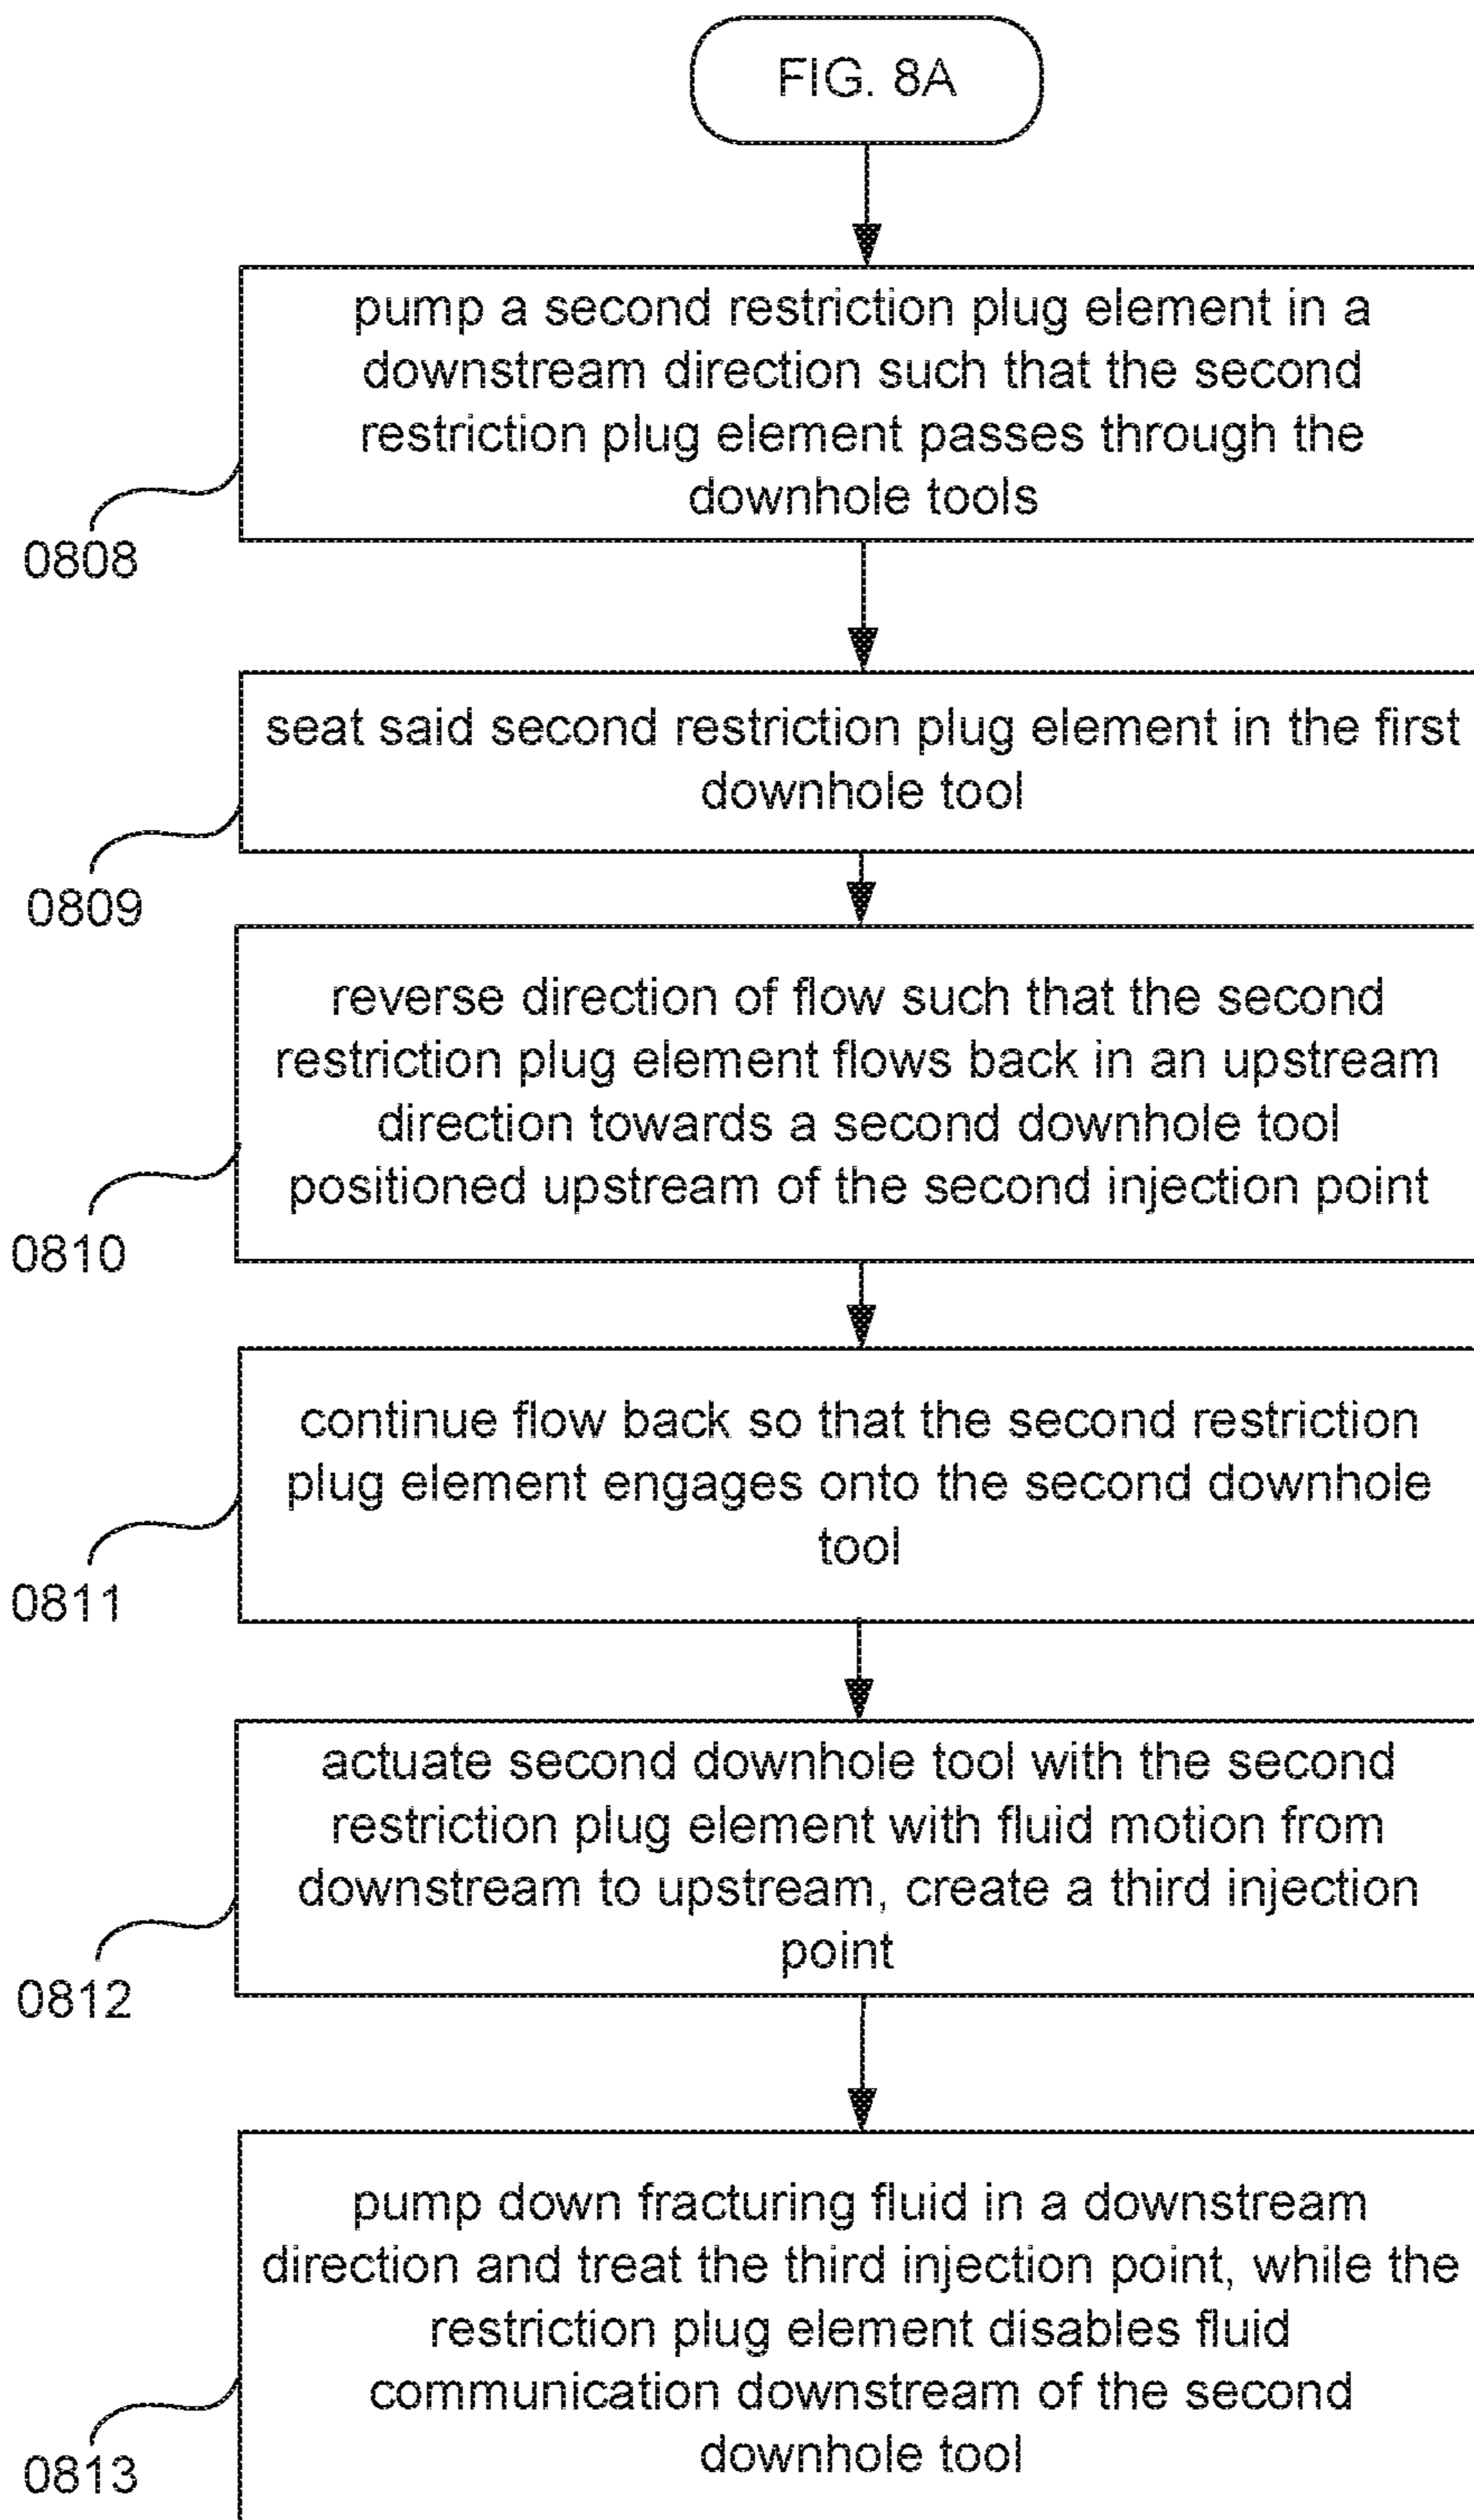 FIG. 8A
pump a second restriction plug element in a
downstream direction such that the second
restriction plug element passes through the
downhole tools
0808
seat said second restriction plug element in the first
downhole tool
0809
reverse direction of flow such that the second
restriction plug element flows back in an upstream
direction towards a second downhole tool
positioned upstream of the second injection point
0810
continue flow back so that the second restriction
plug element engages onto the second downhole
tool
0811
actuate second downhole tool with the second
restriction plug element with fluid motion from
downstream to upstream, create a third injection
point
0812
pump down fracturing fluid in a downstream
direction and treat the third injection point, while the
restriction plug element disables fluid
communication downstream of the second
downhole tool
0813